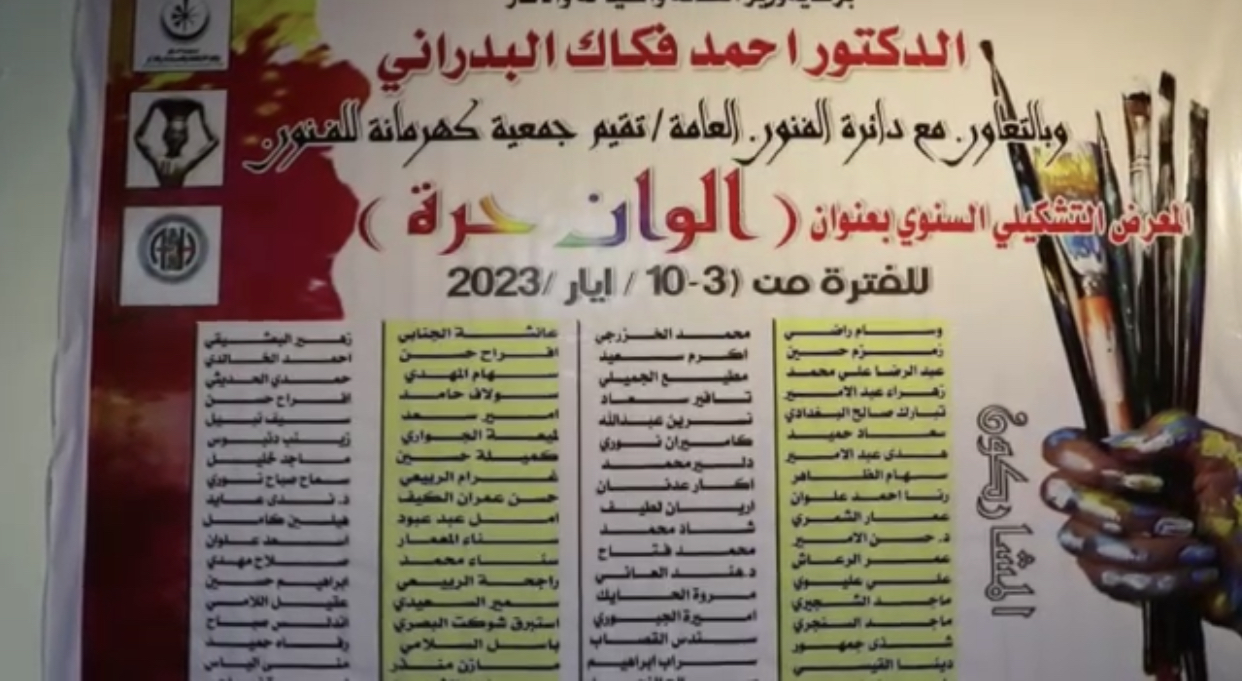 الدكتور احمد فكاك البدراني
وبالتعاون مع دائرة الفنون العامة / تقيم جمعية كهرمانة للفنون
المعرض التشكيلي السنوي بعنوان ( الوان حرة )
للفترة من (3-10 / ايار /2023
المشاركون
وسام راضي
زمزم حسين
عبد الرضا علي محمد
زهراء عبد الامير
تبارك صالح البغدادي
سعاد حميد
هدى عبد الامير
سهام الظاهر
رنا احمد علوان
عمار الشمري
د. حسن الامير
عمر الرعاش
علي عليوي
ماجد الشجيري
ماجد السنجري
شذى جمهور
دينا القيسي
محمد الخزرجي
اكرم سعيد
مطيع الجميلي
تافير سعاد
نسرين عبدالله
كاميران نوري
دلير محمد
اكار عدنان
اريان لطيف
شاد محمد
محمد فتاح
د.هند العاني
مروة الحايك
اميرة الجبوري
سندس القصاب
سراب ابراهيم
عائشة الجنابي
افراح حسن
سهام المهدي
سولاف حامد
امير سعد
لميعة الجواري
كميلة حسين
غرام الربيعي
حسن عمران الكيف
امل عبد عبود
سناء المعمار
سناء محمد
راجحة الربيعي
سمير السعيدي
استبرق شوكت البصري
باسل السلامي
مازن منذر
زهير البعشيقي
احمد الخالدي
حمدي الحديثي
افراح حسن
سيف نبيل
زينب دنبوس
ماجد خليل
سماح صباح نوري
د. ندى عايد
هيلين كامل
اسعد علوان
صلاح مهدي
ابراهيم حسين
عقيل اللامي
اندلس صباح
رفاء حميد
منى الياس